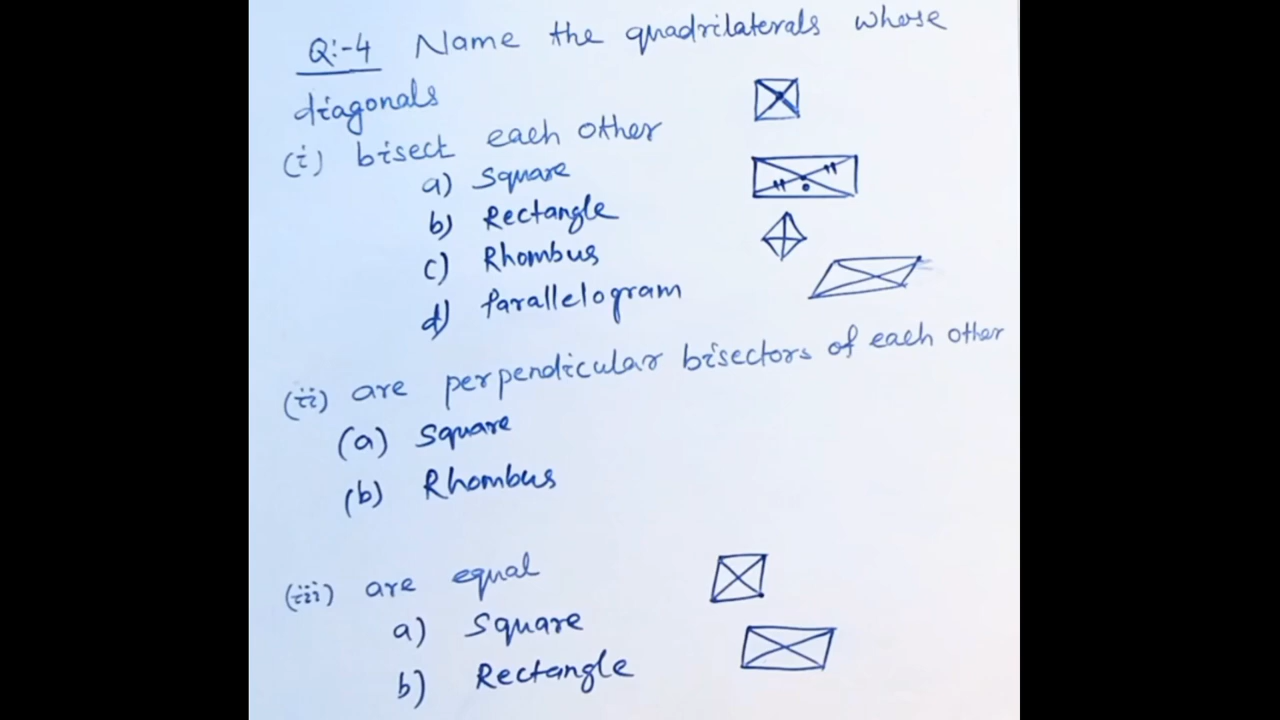 Q:-4 Name the quadrilaterals whose
diagonals
(i) bisect each other
a) Square
b) Rectangle
c) Rhombus
d) Parallelogram
(ii) are perpendicular bisectors of each other
(a) Square
(b) Rhombus
(iii) are equal
a) Square
b) Rectangle